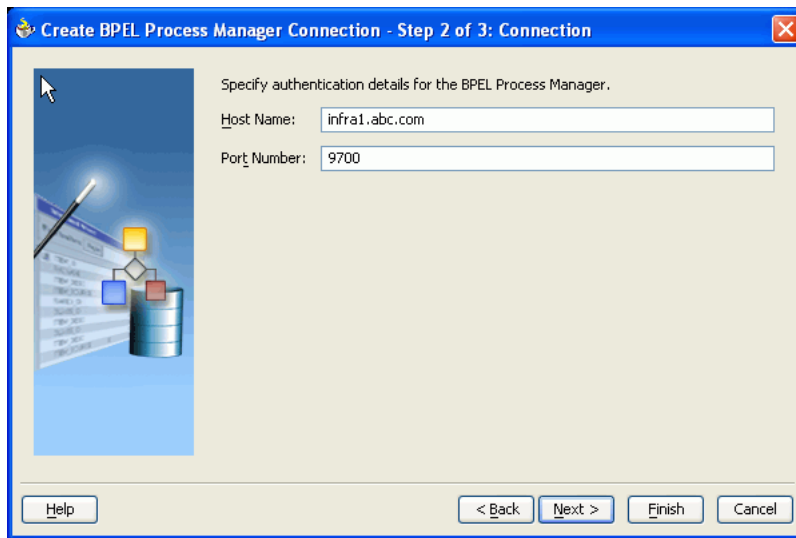 Create BPEL Process Manager Connection - Step 2 of 3: Connection
Specify authentication details for the BPEL Process Manager.
Host Name: infra1.abc.com
Port Number: 9700
Help < Back Next > Finish Cancel